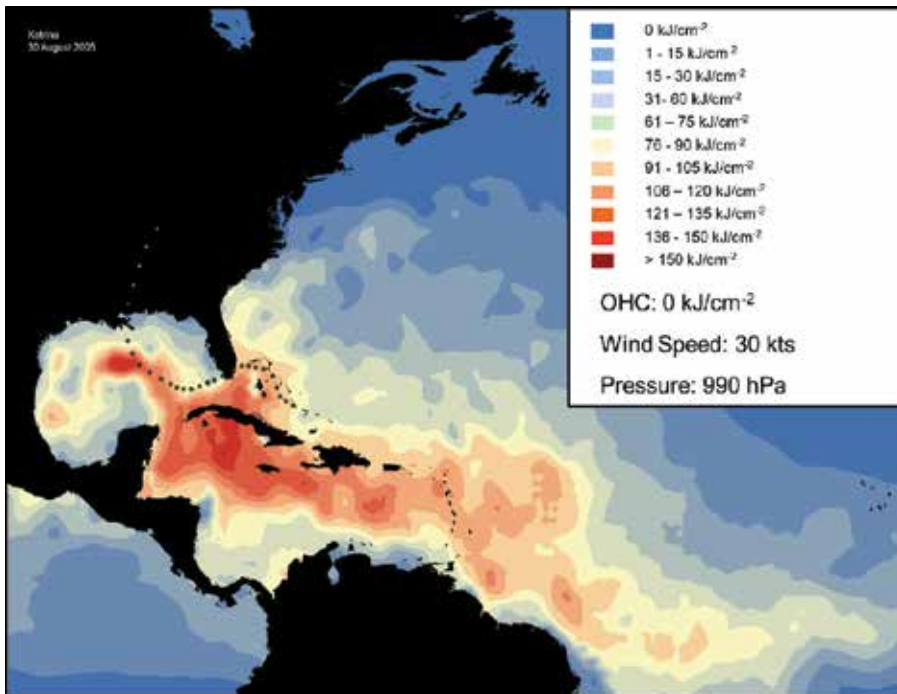 Katrina
30 August 2005
0 kJ/cm⁻²
1 - 15 kJ/cm⁻²
15 - 30 kJ/cm⁻²
31- 60 kJ/cm⁻²
61 – 75 kJ/cm⁻²
76 - 90 kJ/cm⁻²
91 - 105 kJ/cm⁻²
106 – 120 kJ/cm⁻²
121 – 135 kJ/cm⁻²
136 - 150 kJ/cm⁻²
> 150 kJ/cm⁻²
OHC: 0 kJ/cm⁻²
Wind Speed: 30 kts
Pressure: 990 hPa